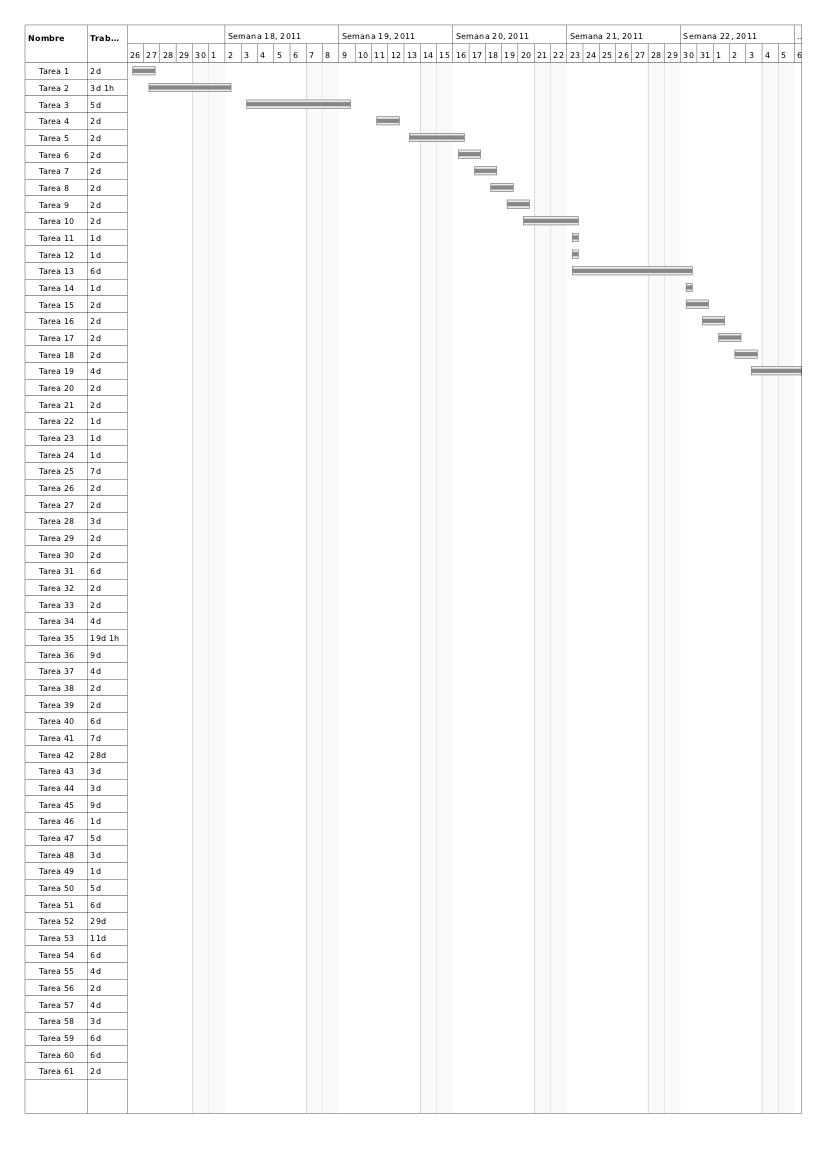 Nombre Trab... Semana 18, 2011 Semana 19, 2011 Semana 20, 2011 Semana 21, 2011 Semana 22, 2011 ..
26 27 28 29 30 1 2 3 4 5 6 7 8 9 10 11 12 13 14 15 16 17 18 19 20 21 22 23 24 25 26 27 28 29 30 31 1 2 3 4 5 6
Tarea 1 2d
Tarea 2 3d 1h
Tarea 3 5d
Tarea 4 2d
Tarea 5 2d
Tarea 6 2d
Tarea 7 2d
Tarea 8 2d
Tarea 9 2d
Tarea 10 2d
Tarea 11 1d
Tarea 12 1d
Tarea 13 6d
Tarea 14 1d
Tarea 15 2d
Tarea 16 2d
Tarea 17 2d
Tarea 18 2d
Tarea 19 4d
Tarea 20 2d
Tarea 21 2d
Tarea 22 1d
Tarea 23 1d
Tarea 24 1d
Tarea 25 7d
Tarea 26 2d
Tarea 27 2d
Tarea 28 3d
Tarea 29 2d
Tarea 30 2d
Tarea 31 6d
Tarea 32 2d
Tarea 33 2d
Tarea 34 4d
Tarea 35 19d 1h
Tarea 36 9d
Tarea 37 4d
Tarea 38 2d
Tarea 39 2d
Tarea 40 6d
Tarea 41 7d
Tarea 42 28d
Tarea 43 3d
Tarea 44 3d
Tarea 45 9d
Tarea 46 1d
Tarea 47 5d
Tarea 48 3d
Tarea 49 1d
Tarea 50 5d
Tarea 51 6d
Tarea 52 29d
Tarea 53 11d
Tarea 54 6d
Tarea 55 4d
Tarea 56 2d
Tarea 57 4d
Tarea 58 3d
Tarea 59 6d
Tarea 60 6d
Tarea 61 2d